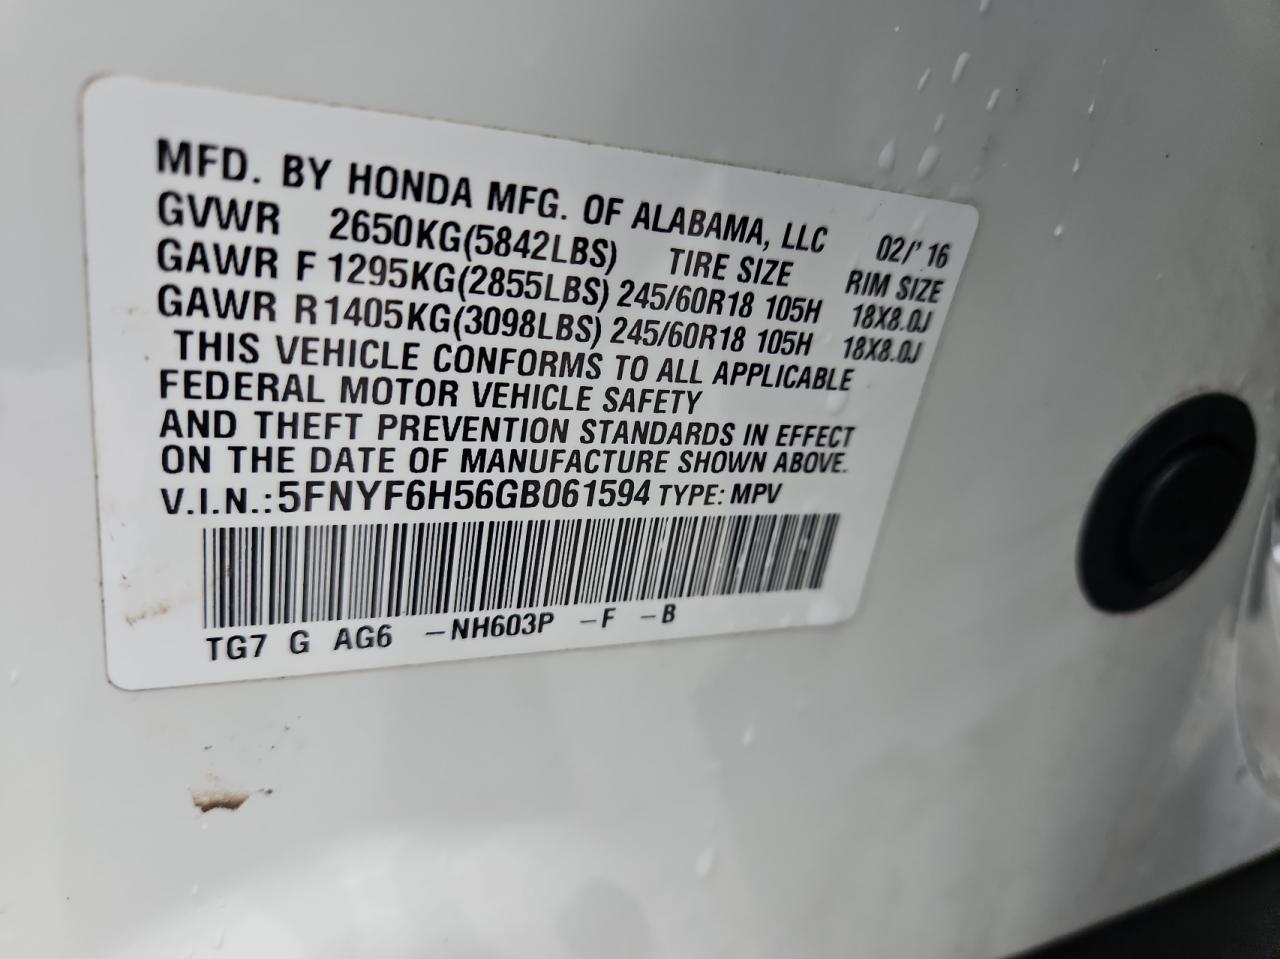 MFD. BY HONDA MFG. OF ALABAMA, LLC 02/' 16
GVWR 2650KG(5842LBS) TIRE SIZE RIM SIZE
GAWR F 1295KG(2855LBS) 245/60R18 105H 18X8.0J
GAWR R 1405KG(3098LBS) 245/60R18 105H 18X8.0J
THIS VEHICLE CONFORMS TO ALL APPLICABLE
FEDERAL MOTOR VEHICLE SAFETY
AND THEFT PREVENTION STANDARDS IN EFFECT
ON THE DATE OF MANUFACTURE SHOWN ABOVE.
V.I.N.: 5FNYF6H56GB061594 TYPE: MPV
TG7 G AG6 -NH603P -F -B